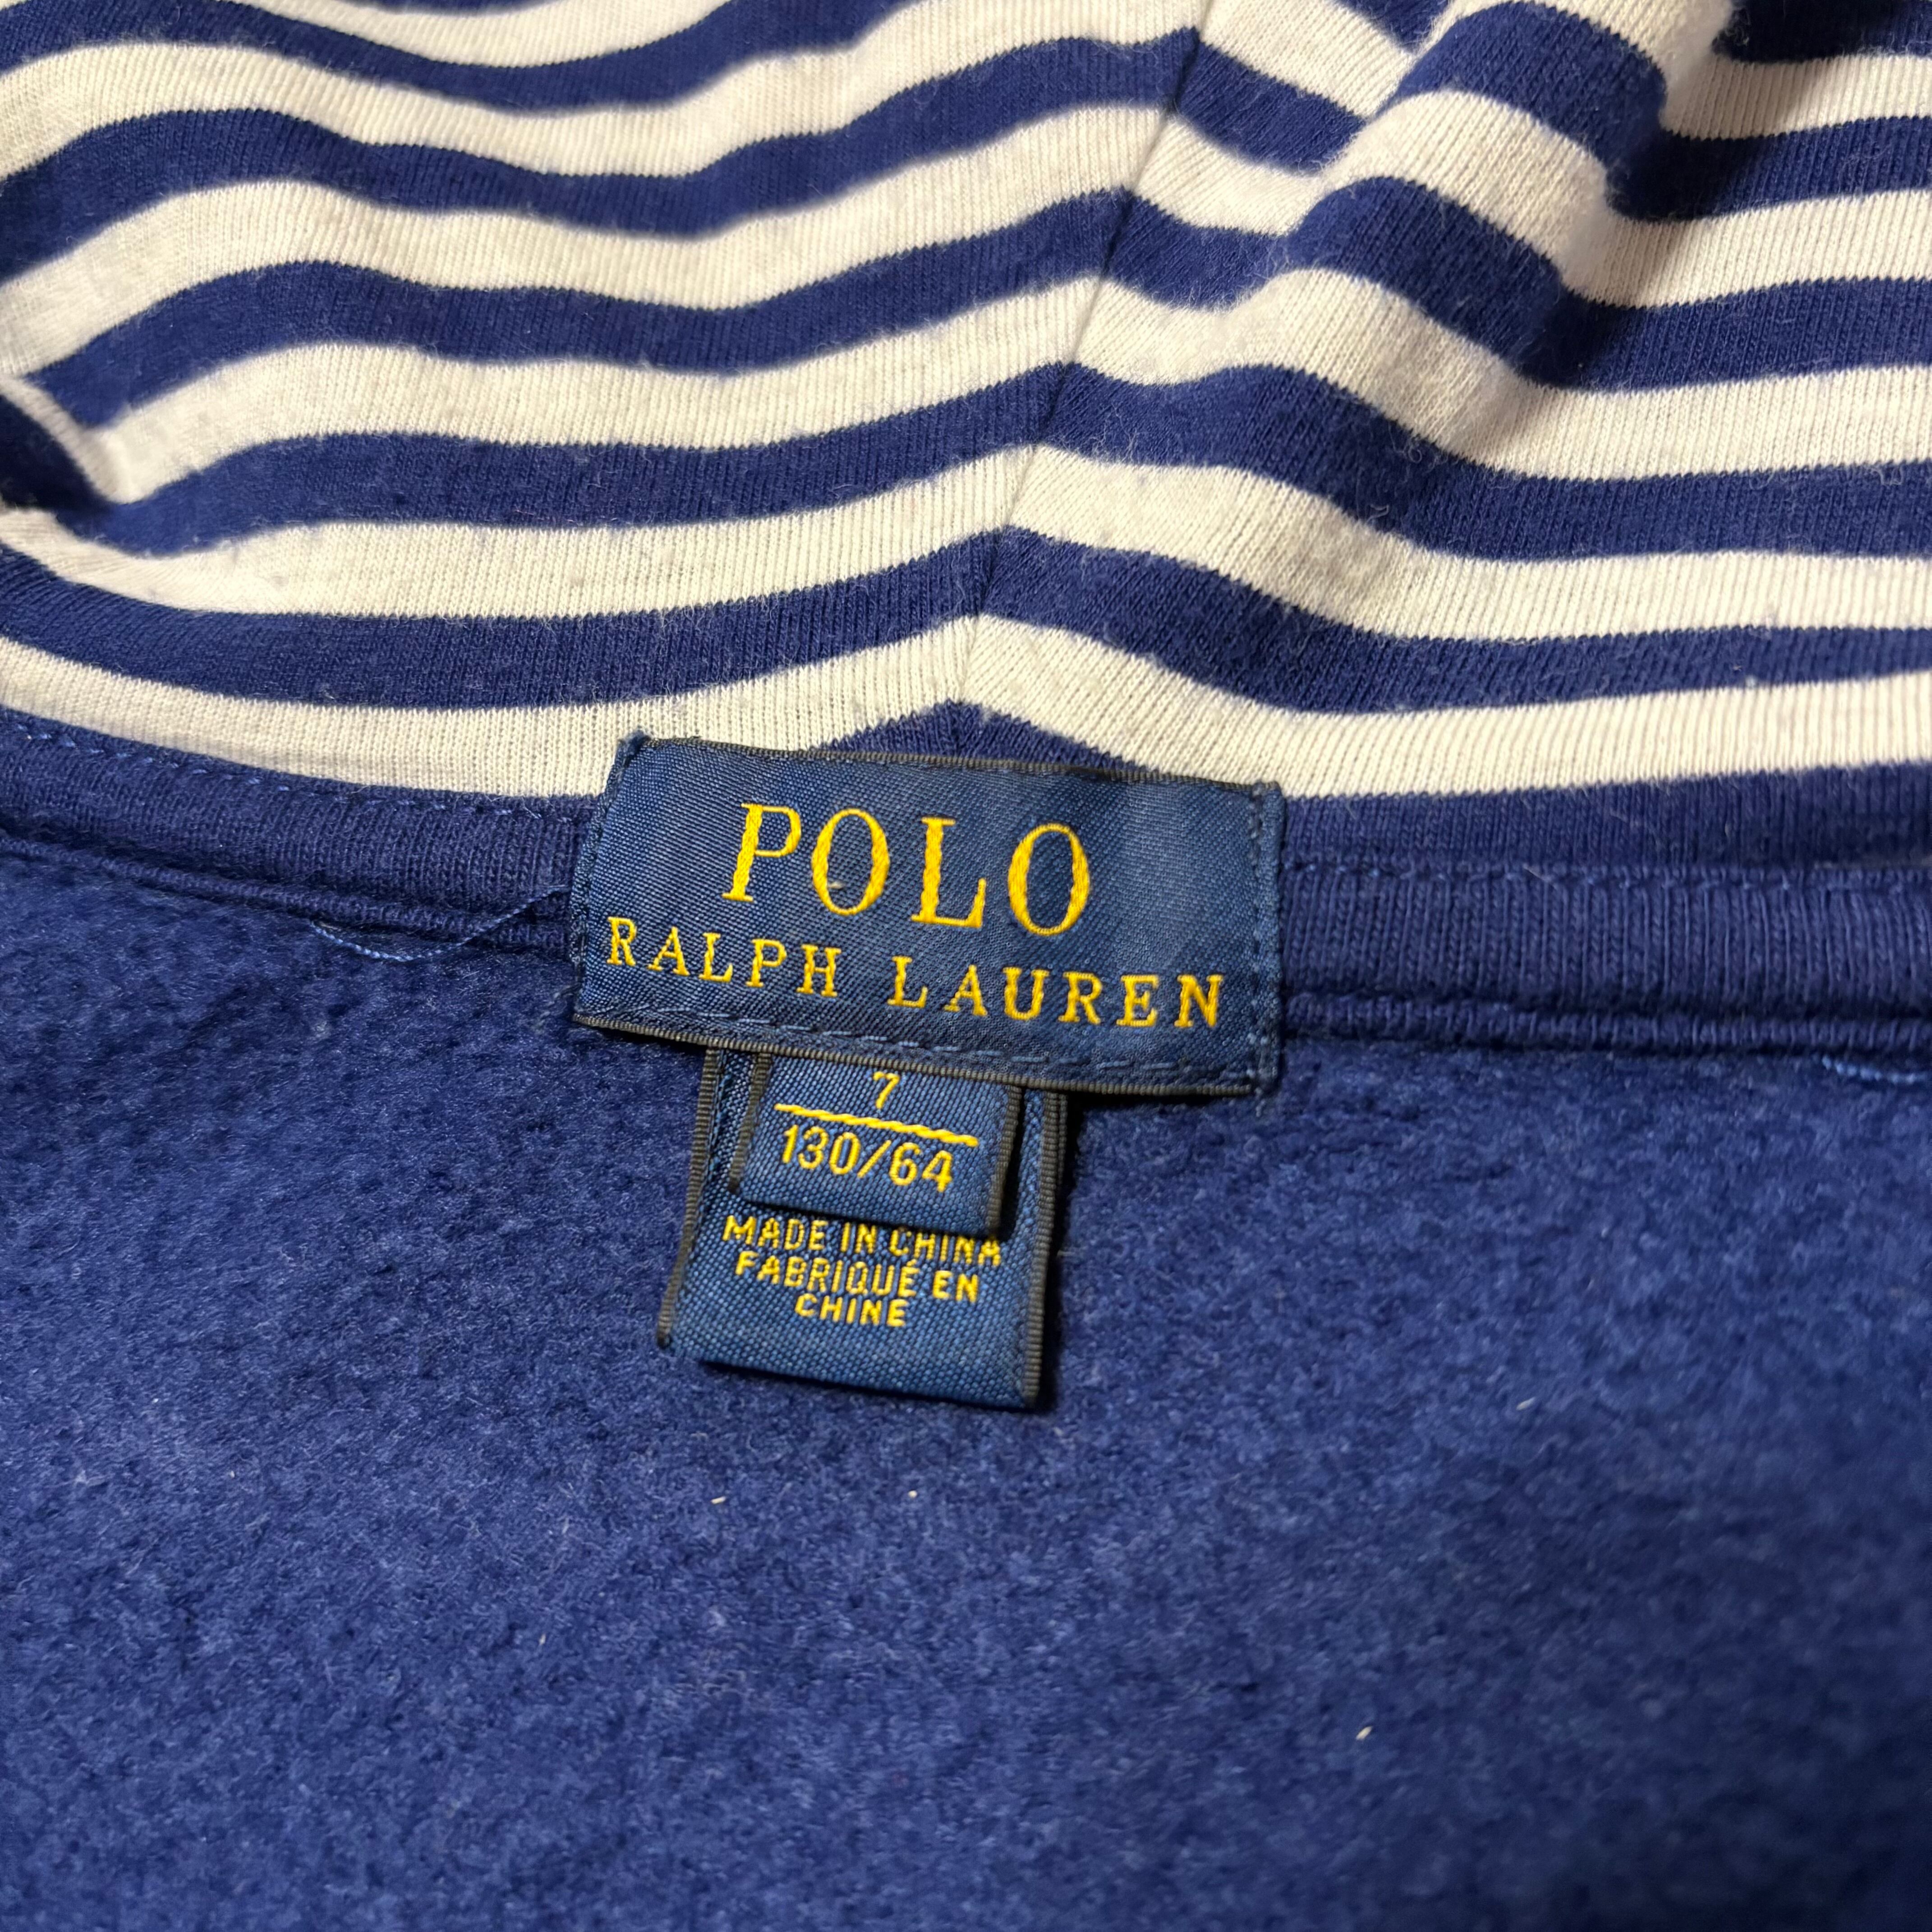 POLO
RALPH LAUREN
7
130/64
MADE IN CHINA
FABRIQUÉ EN
CHINE